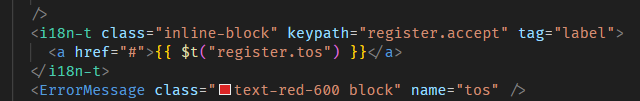 />
<i18n-t class="inline-block" keypath="register.accept" tag="label">
<a href="#">{{ $t("register.tos") }}</a>
</i18n-t>
<ErrorMessage class="text-red-600 block" name="tos" />